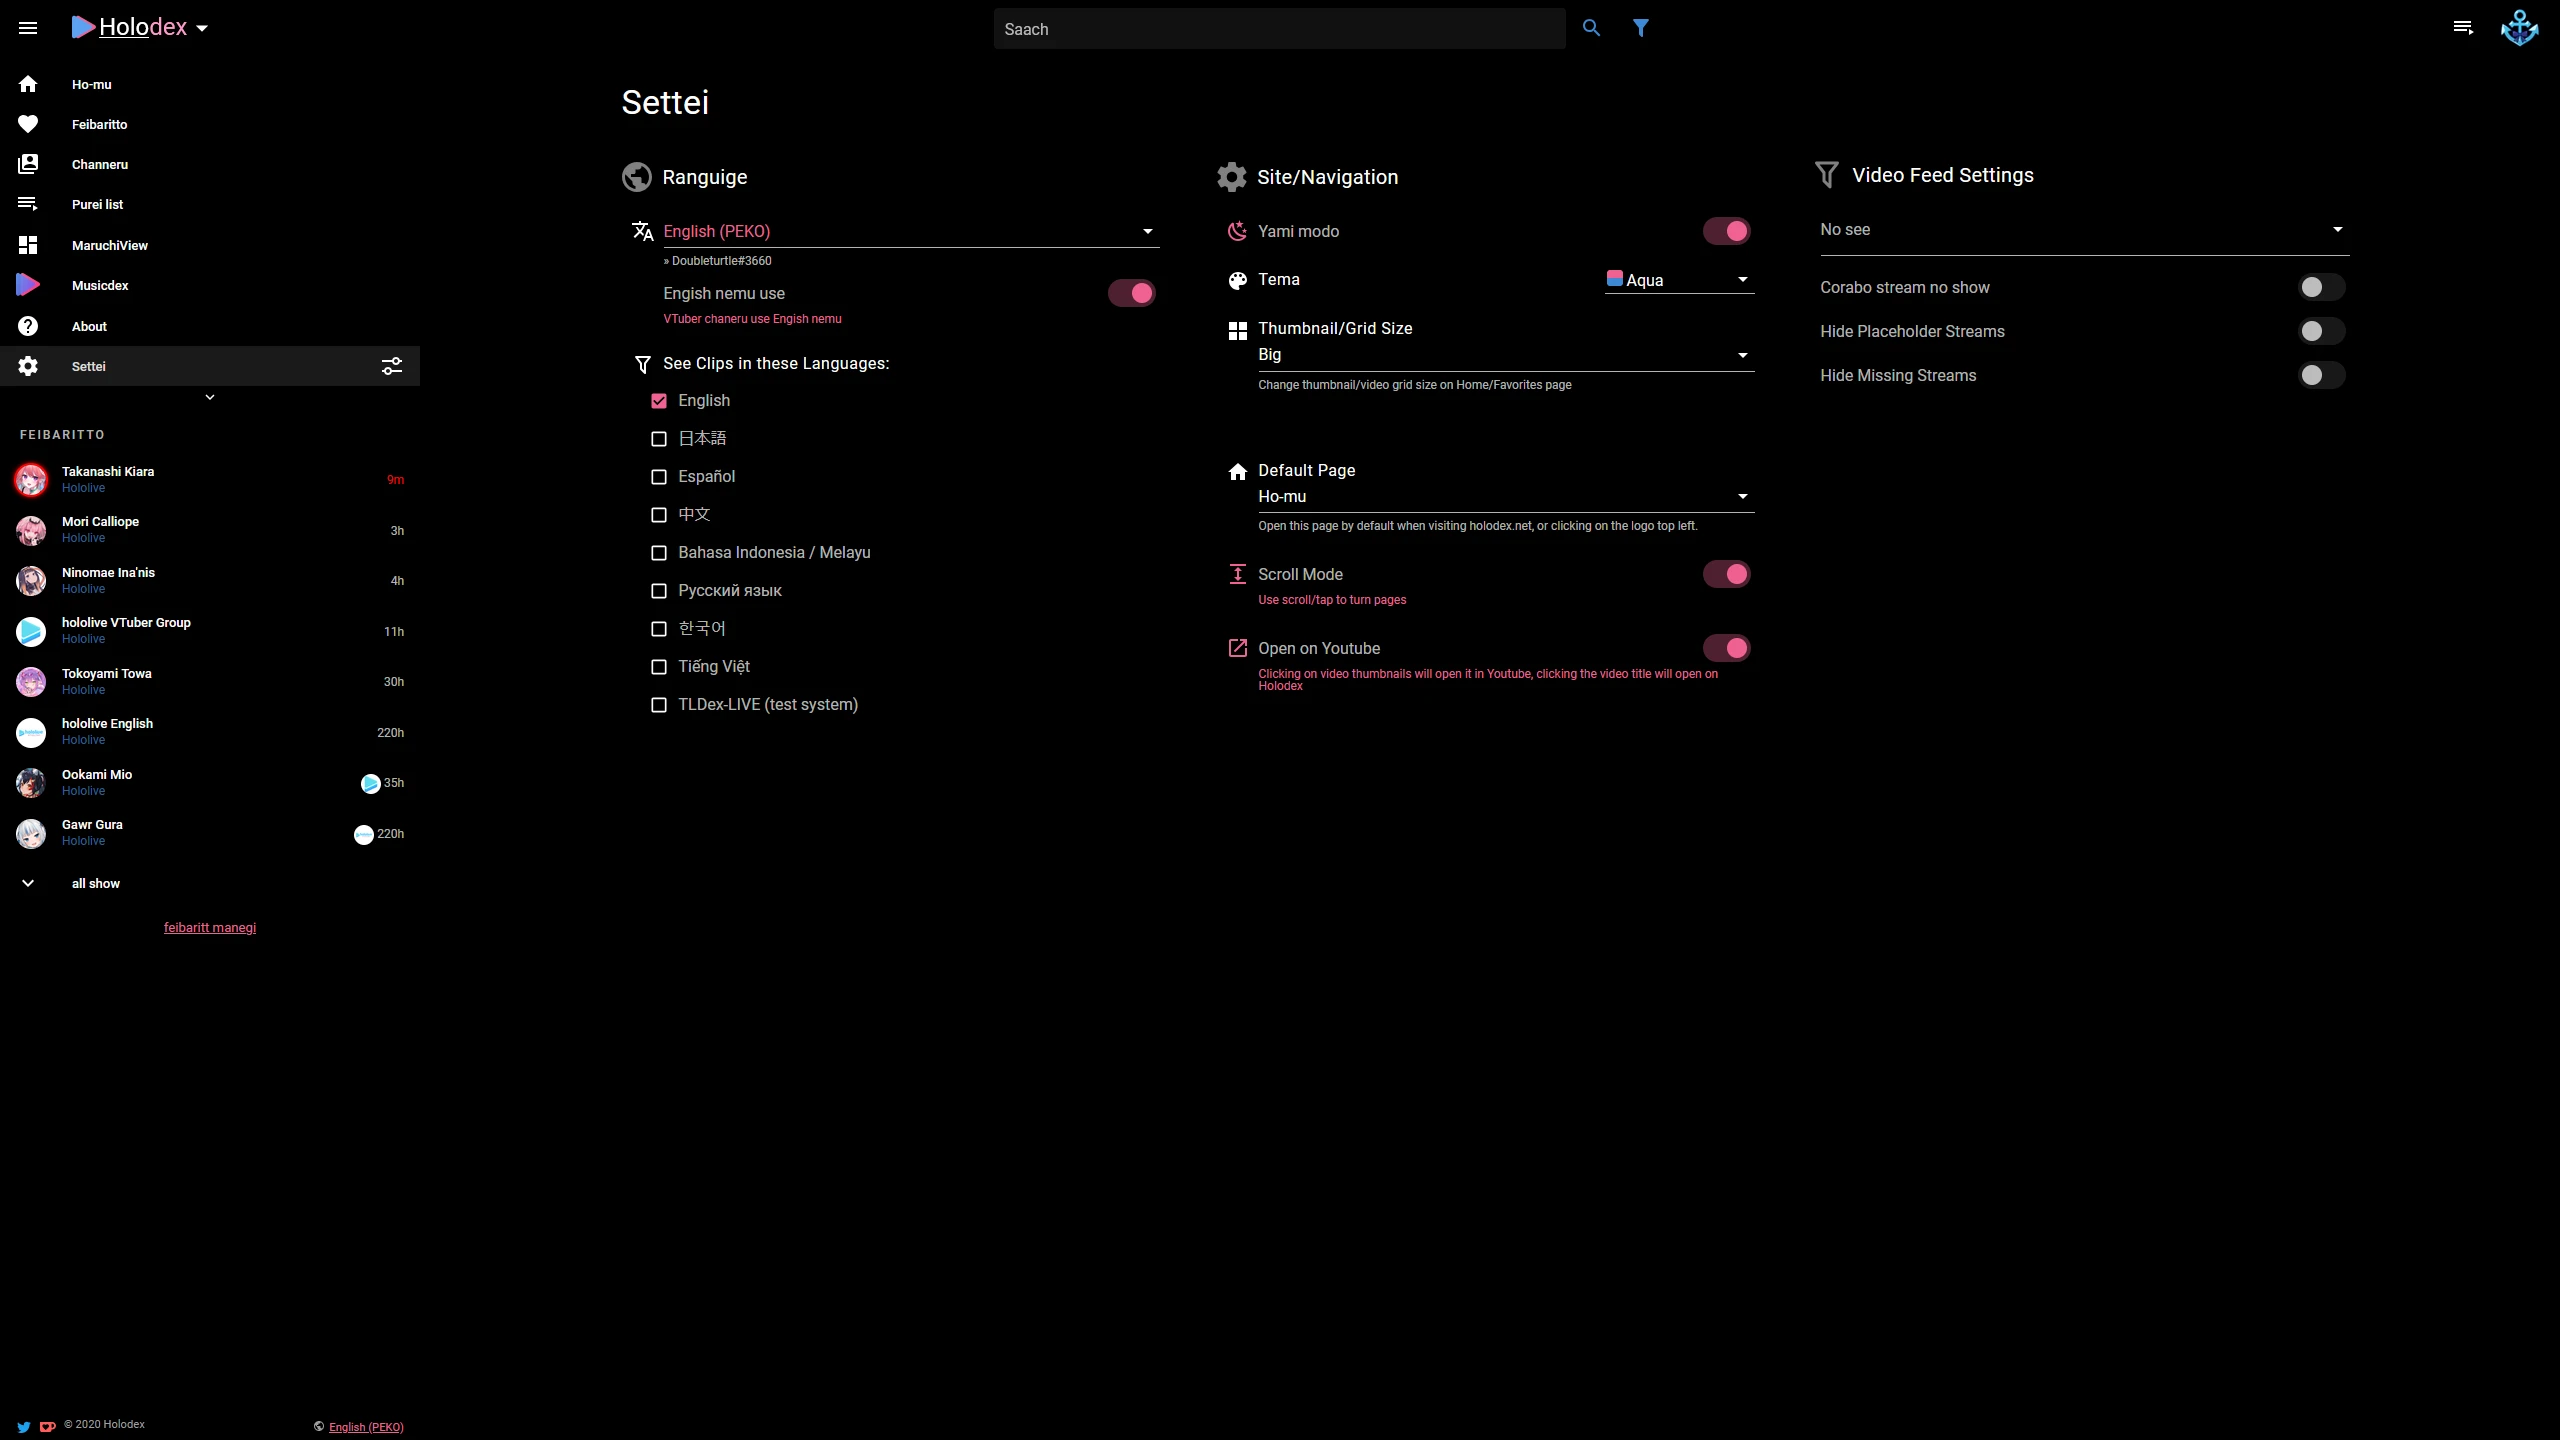 Holodex
Saach
Ho-mu
Feibaritto
Channeru
Purei list
MaruchiView
Musicdex
About
Settei
FEIBARITTO
Takanashi Kiara
Hololive
9m
Mori Calliope
Hololive
3h
Ninomae Ina'nis
Hololive
4h
hololive VTuber Group
Hololive
11h
Tokoyami Towa
Hololive
30h
hololive English
Hololive
220h
Ookami Mio
Hololive
35h
Gawr Gura
Hololive
220h
all show
feibaritt manegi
© 2020 Holodex
English (PEKO)
Settei
Ranguige
English (PEKO)
» Doubleturtle#3660
Engish nemu use
VTuber chaneru use Engish nemu
See Clips in these Languages:
English
日本語
Español
中文
Bahasa Indonesia / Melayu
Русский язык
한국어
Tiếng Việt
TLDex-LIVE (test system)
Site/Navigation
Yami modo
Tema
Aqua
Thumbnail/Grid Size
Big
Change thumbnail/video grid size on Home/Favorites page
Default Page
Ho-mu
Open this page by default when visiting holodex.net, or clicking on the logo top left.
Scroll Mode
Use scroll/tap to turn pages
Open on Youtube
Clicking on video thumbnails will open it in Youtube, clicking the video title will open on
Holodex
Video Feed Settings
No see
Corabo stream no show
Hide Placeholder Streams
Hide Missing Streams